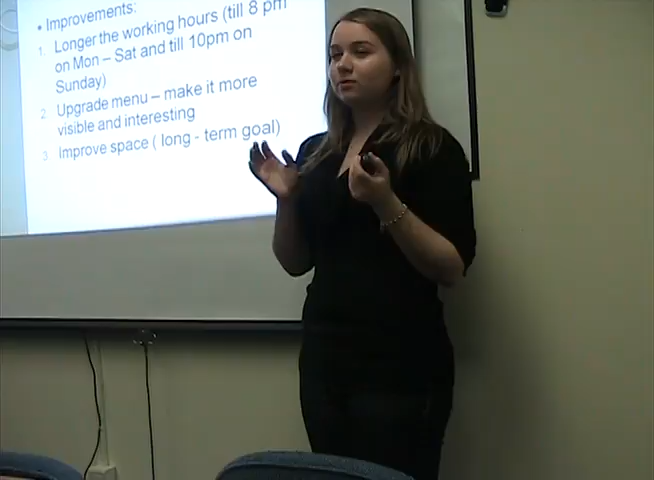 • Improvements:
1. Longer the working hours (till 8 pm
on Mon – Sat and till 10pm on
Sunday)
2. Upgrade menu – make it more
visible and interesting
3. Improve space ( long - term goal)